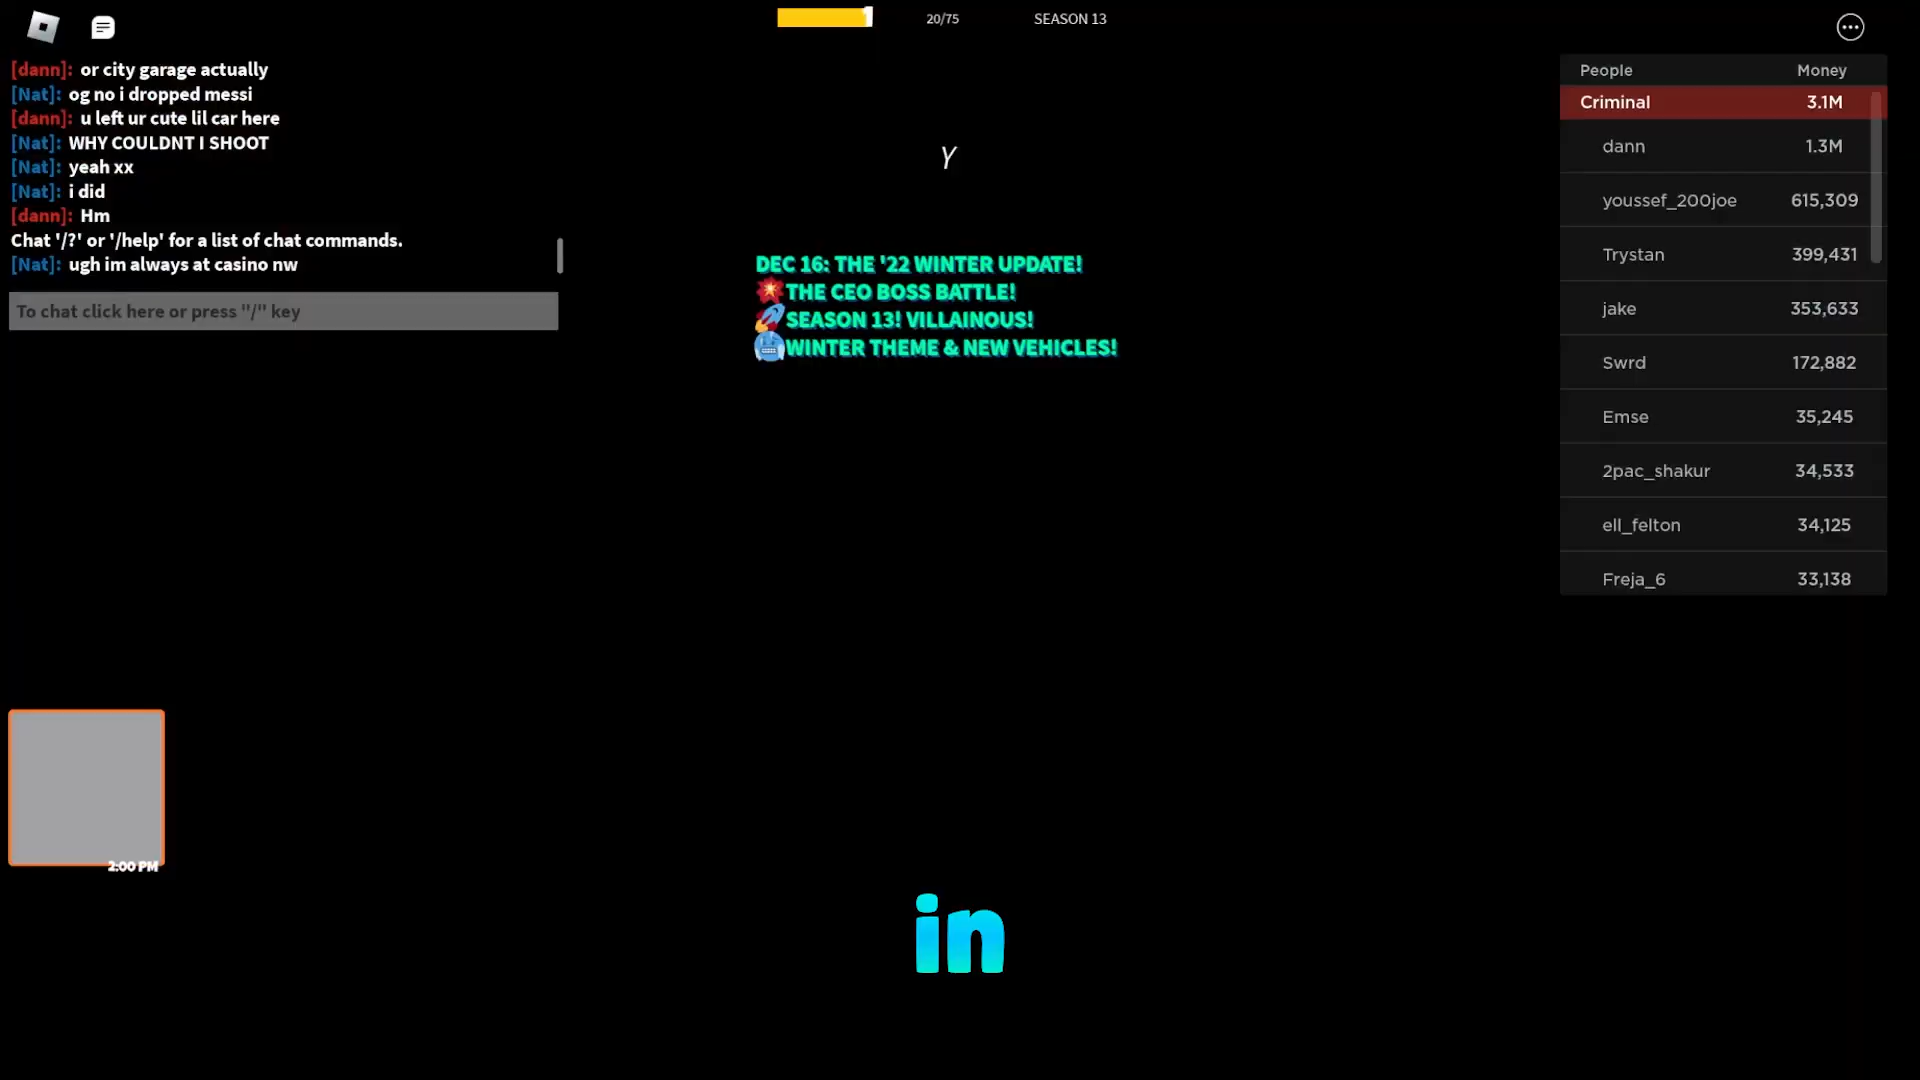 20/75 SEASON 13
[dann]: or city garage actually
[Nat]: og no i dropped messi
[dann]: u left ur cute lil car here
[Nat]: WHY COULDNT I SHOOT
[Nat]: yeah xx
[Nat]: i did
[dann]: Hm
Chat '/?' or '/help' for a list of chat commands.
[Nat]: ugh im always at casino nw
To chat click here or press "/" key
Y
DEC 16: THE '22 WINTER UPDATE!
THE CEO BOSS BATTLE!
SEASON 13! VILLAINOUS!
WINTER THEME & NEW VEHICLES!
People Money
Criminal 3.1M
dann 1.3M
youssef_200joe 615,309
Trystan 399,431
jake 353,633
Swrd 172,882
Emse 35,245
2pac_shakur 34,533
ell_felton 34,125
Freja_6 33,138
2:00 PM
in